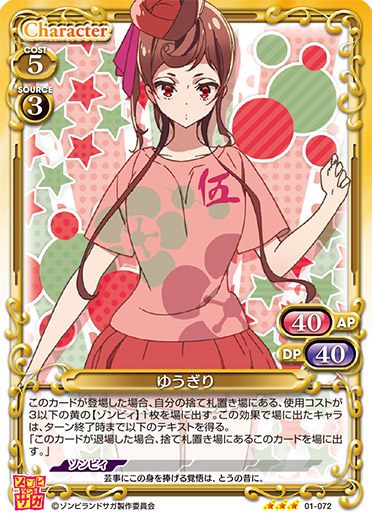 Character
COST
5
SOURCE
3
伍
40 AP
DP 40
ゆうぎり
このカードが登場した場合、自分の捨て札置き場にある、使用コストが
3以下の黄の【ゾンビィ】1枚を場に出す。この効果で場に出たキャラ
は、ターン終了時まで以下のテキストを得る。
「このカードが退場した場合、捨て札置き場にあるこのカードを場に出
す。」
ゾンビィ
芸事にこの身を捧げる覚悟は、とうの昔に。
ゾンビ
ランド
サガ
©ゾンビランドサガ製作委員会
★★★ 01-072